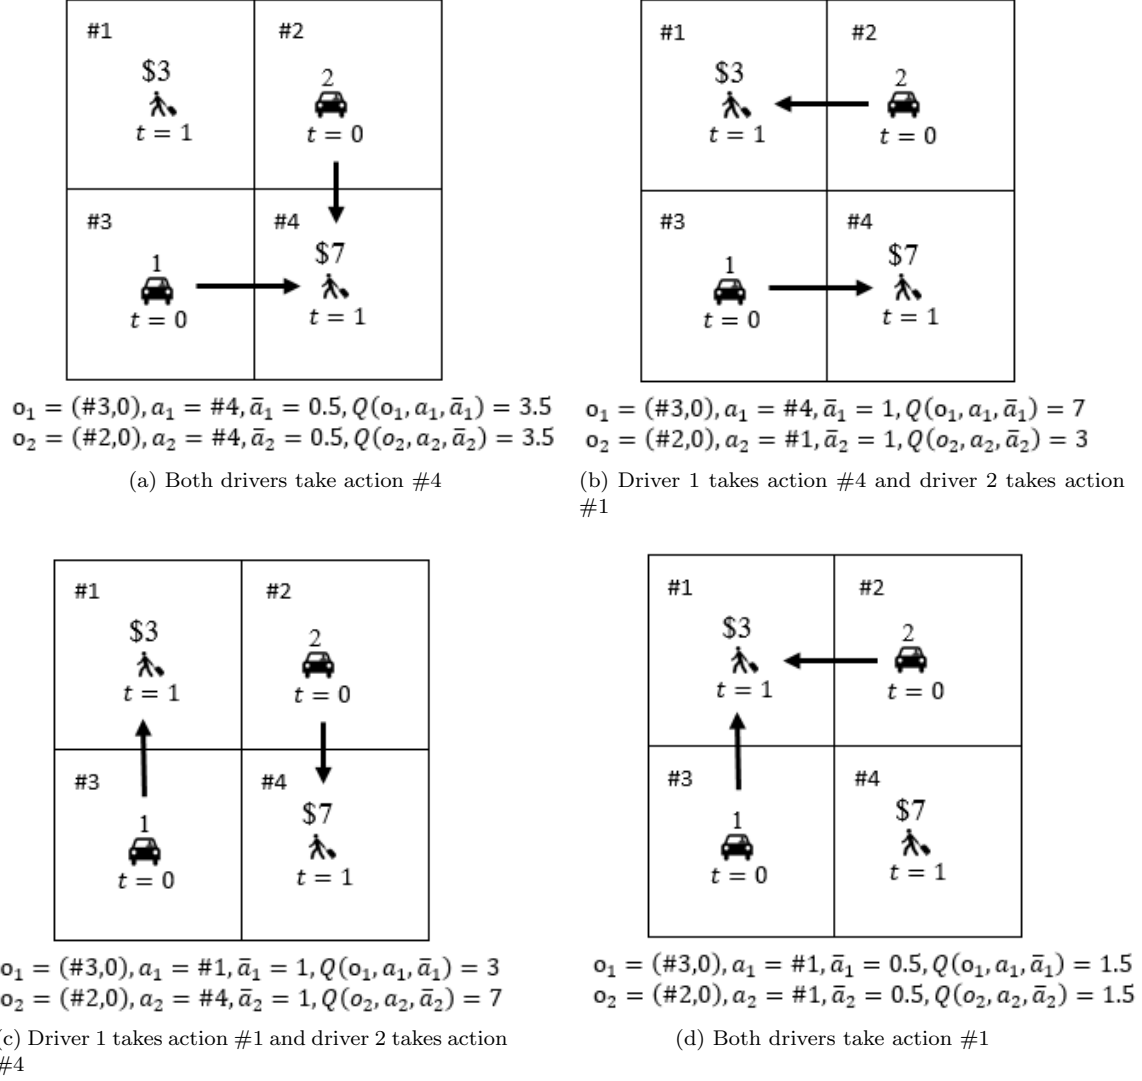 #1
#2
$3
2
t = 1
t = 0
#3
#4
$7
1
t = 0
t = 1
o₁ = (#3,0), a₁ = #4, ā₁ = 0.5, Q(o₁, a₁, ā₁) = 3.5
o₂ = (#2,0), a₂ = #4, ā₂ = 0.5, Q(o₂, a₂, ā₂) = 3.5
(a) Both drivers take action #4
#1
#2
$3
2
t = 1
t = 0
#3
#4
$7
1
t = 0
t = 1
o₁ = (#3,0), a₁ = #4, ā₁ = 1, Q(o₁, a₁, ā₁) = 7
o₂ = (#2,0), a₂ = #1, ā₂ = 1, Q(o₂, a₂, ā₂) = 3
(b) Driver 1 takes action #4 and driver 2 takes action
#1
#1
#2
$3
2
t = 1
t = 0
#3
#4
$7
1
t = 0
t = 1
o₁ = (#3,0), a₁ = #1, ā₁ = 1, Q(o₁, a₁, ā₁) = 3
o₂ = (#2,0), a₂ = #4, ā₂ = 1, Q(o₂, a₂, ā₂) = 7
(c) Driver 1 takes action #1 and driver 2 takes action
#4
#1
#2
$3
2
t = 1
t = 0
#3
#4
$7
1
t = 0
t = 1
o₁ = (#3,0), a₁ = #1, ā₁ = 0.5, Q(o₁, a₁, ā₁) = 1.5
o₂ = (#2,0), a₂ = #1, ā₂ = 0.5, Q(o₂, a₂, ā₂) = 1.5
(d) Both drivers take action #1